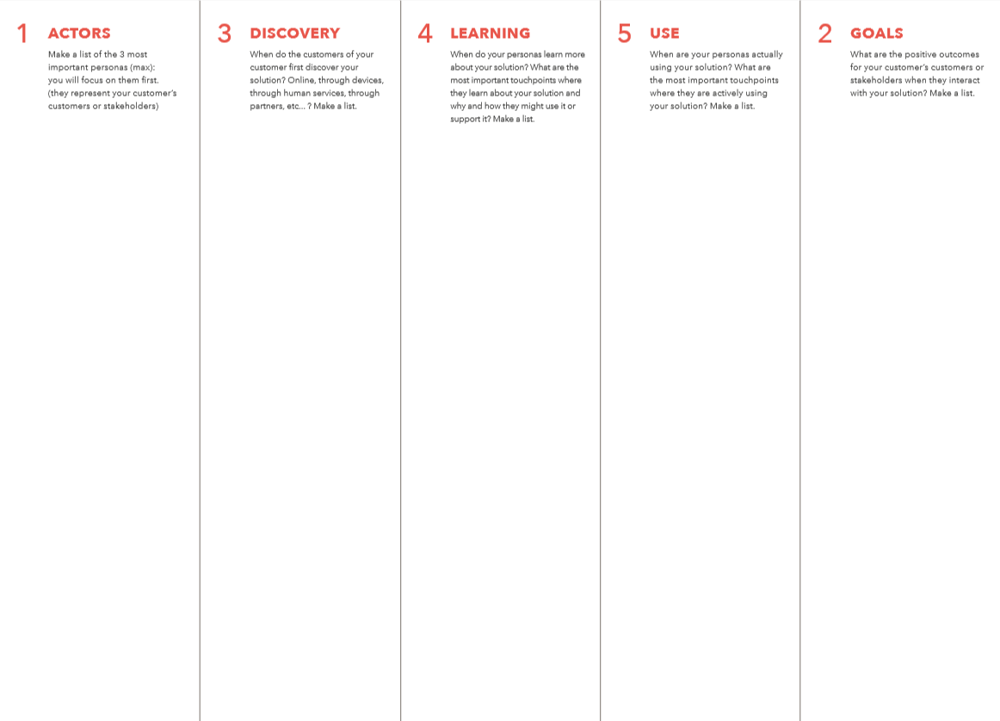 1 ACTORS
Make a list of the 3 most
important personas (max):
you will focus on them first.
(they represent your customer's
customers or stakeholders)
3 DISCOVERY
When do the customers of your
customer first discover your
solution? Online, through devices,
through human services, through
partners, etc... ? Make a list.
4 LEARNING
When do your personas learn more
about your solution? What are the
most important touchpoints where
they learn about your solution and
why and how they might use it or
support it? Make a list.
5 USE
When are your personas actually
using your solution? What are
the most important touchpoints
where they are actively using
your solution? Make a list.
2 GOALS
What are the positive outcomes
for your customer's customers or
stakeholders when they interact
with your solution? Make a list.